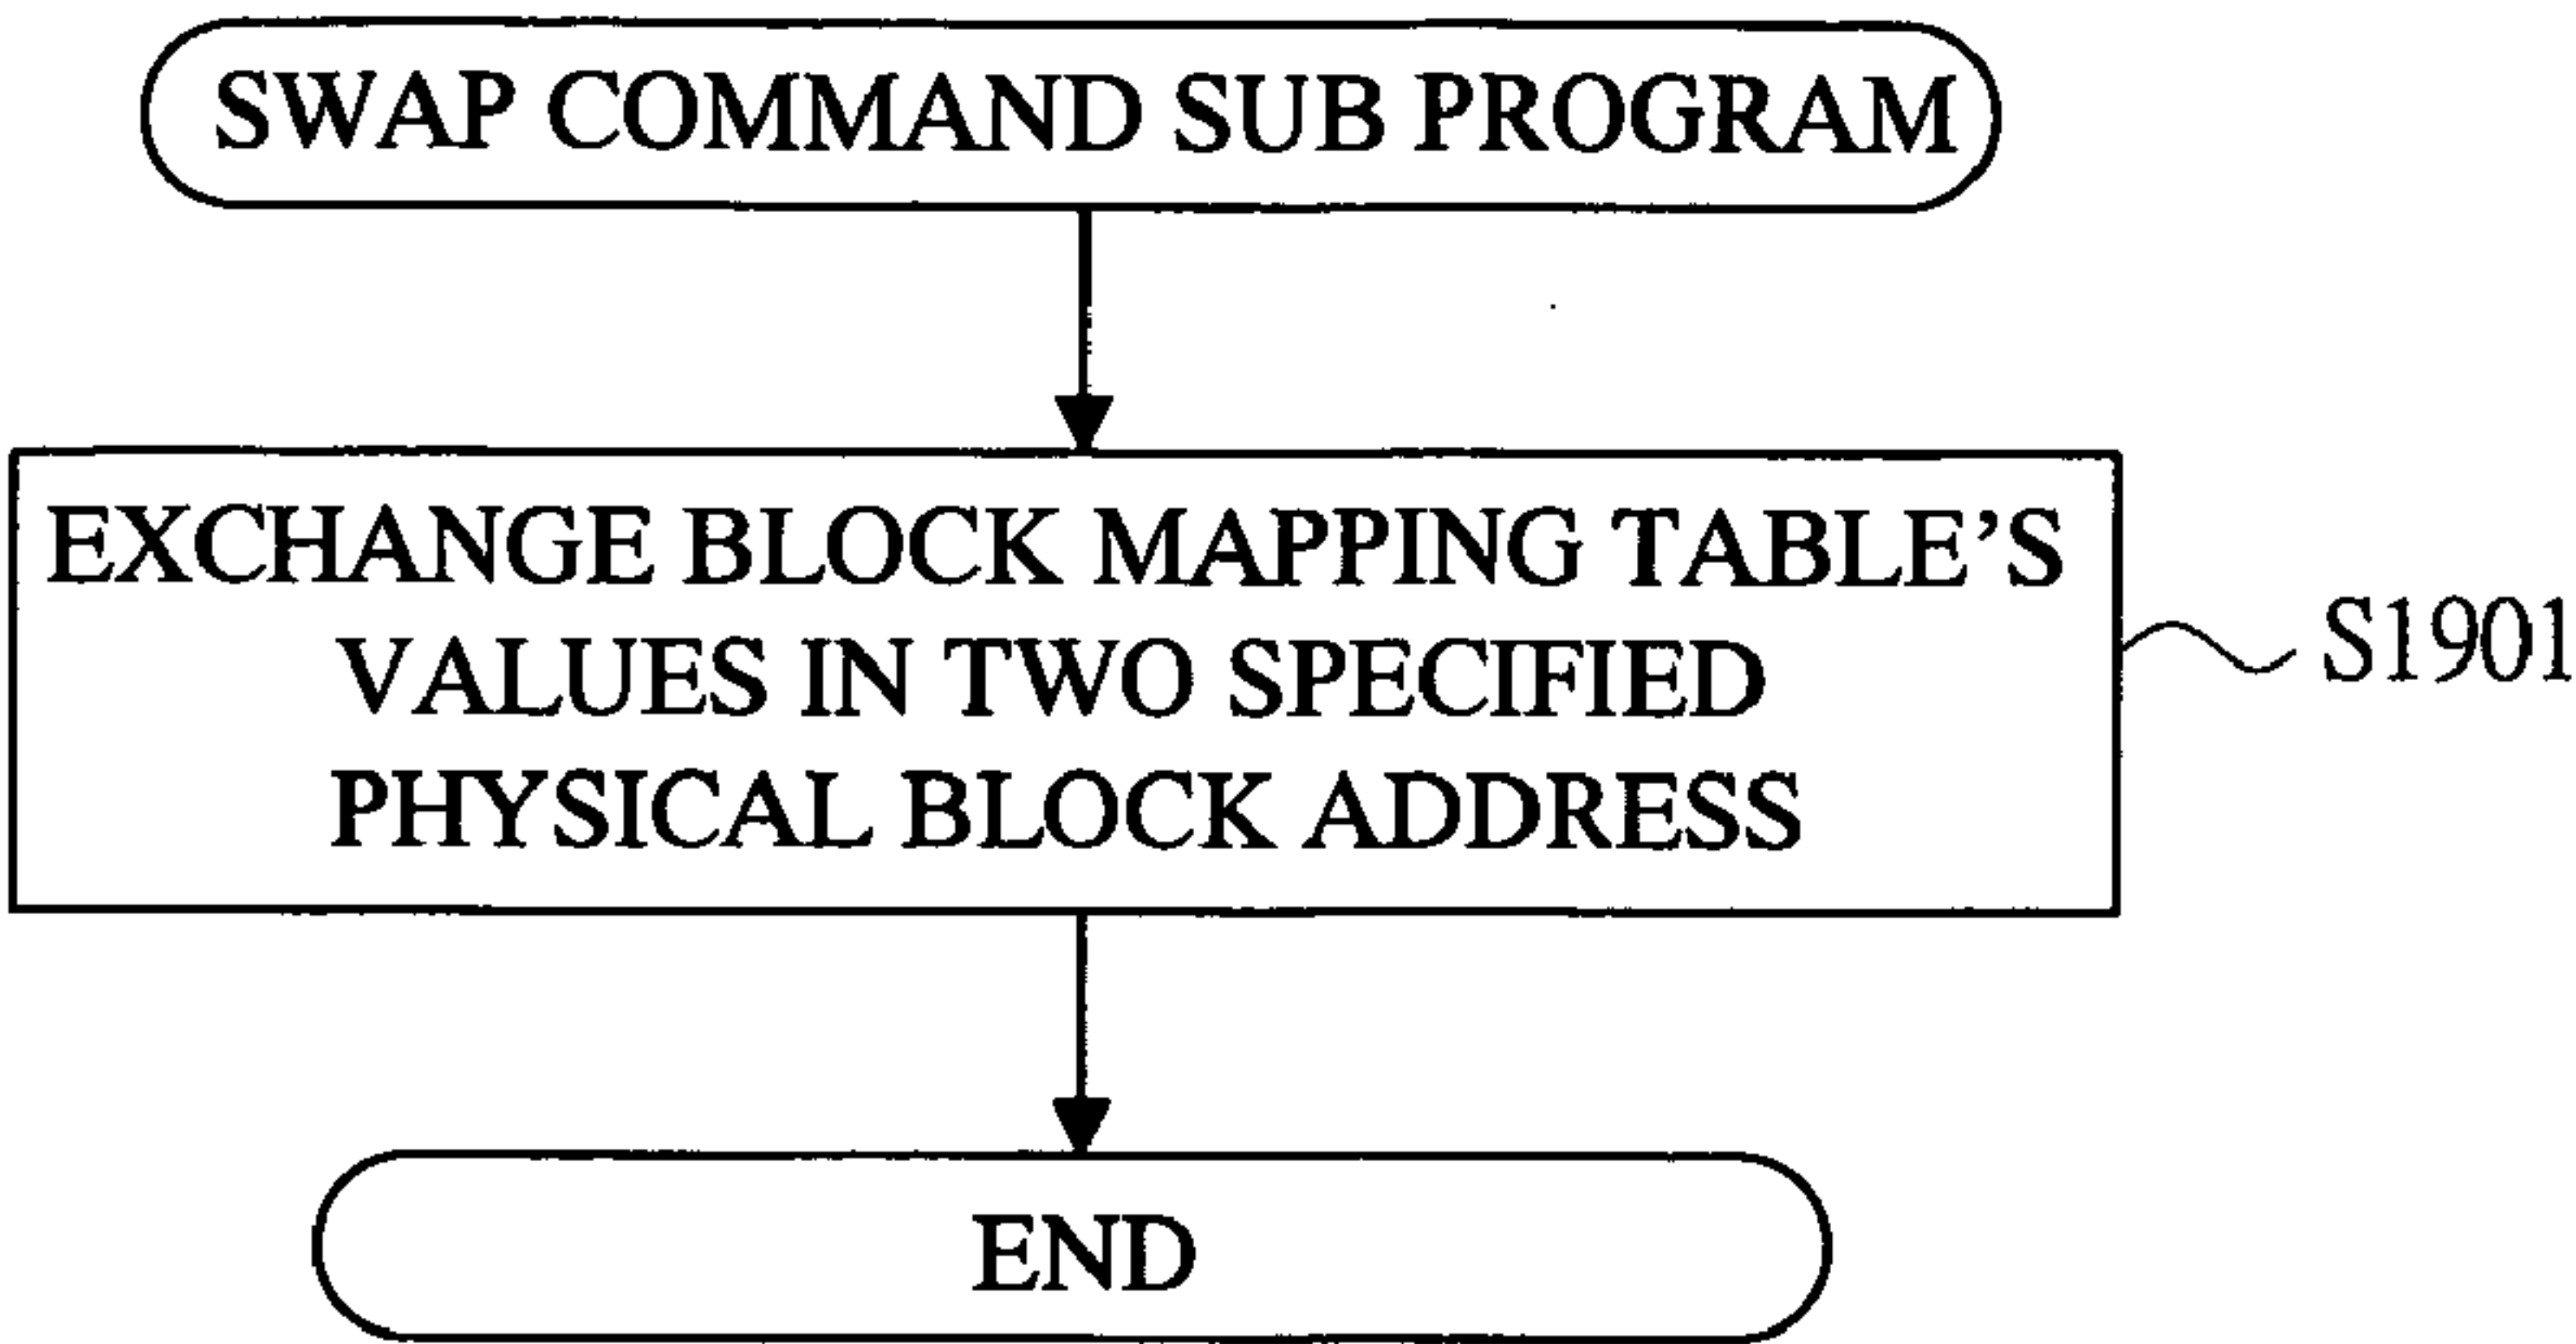 SWAP COMMAND SUB PROGRAM
EXCHANGE BLOCK MAPPING TABLE’S
VALUES IN TWO SPECIFIED
PHYSICAL BLOCK ADDRESS
S1901
END